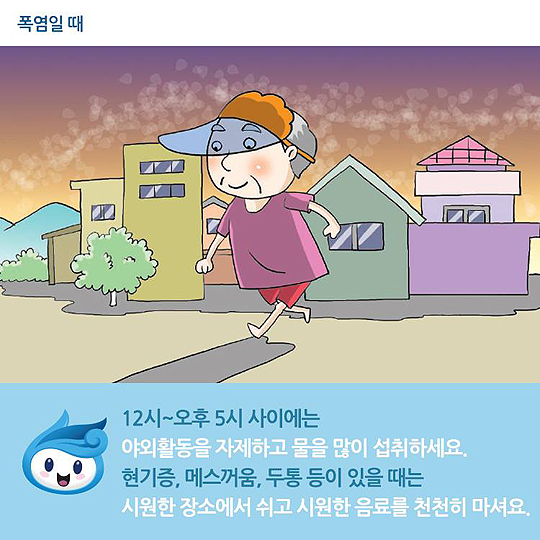 폭염일 때
12시~오후 5시 사이에는
야외활동을 자제하고 물을 많이 섭취하세요.
현기증, 메스꺼움, 두통 등이 있을 때는
시원한 장소에서 쉬고 시원한 음료를 천천히 마셔요.